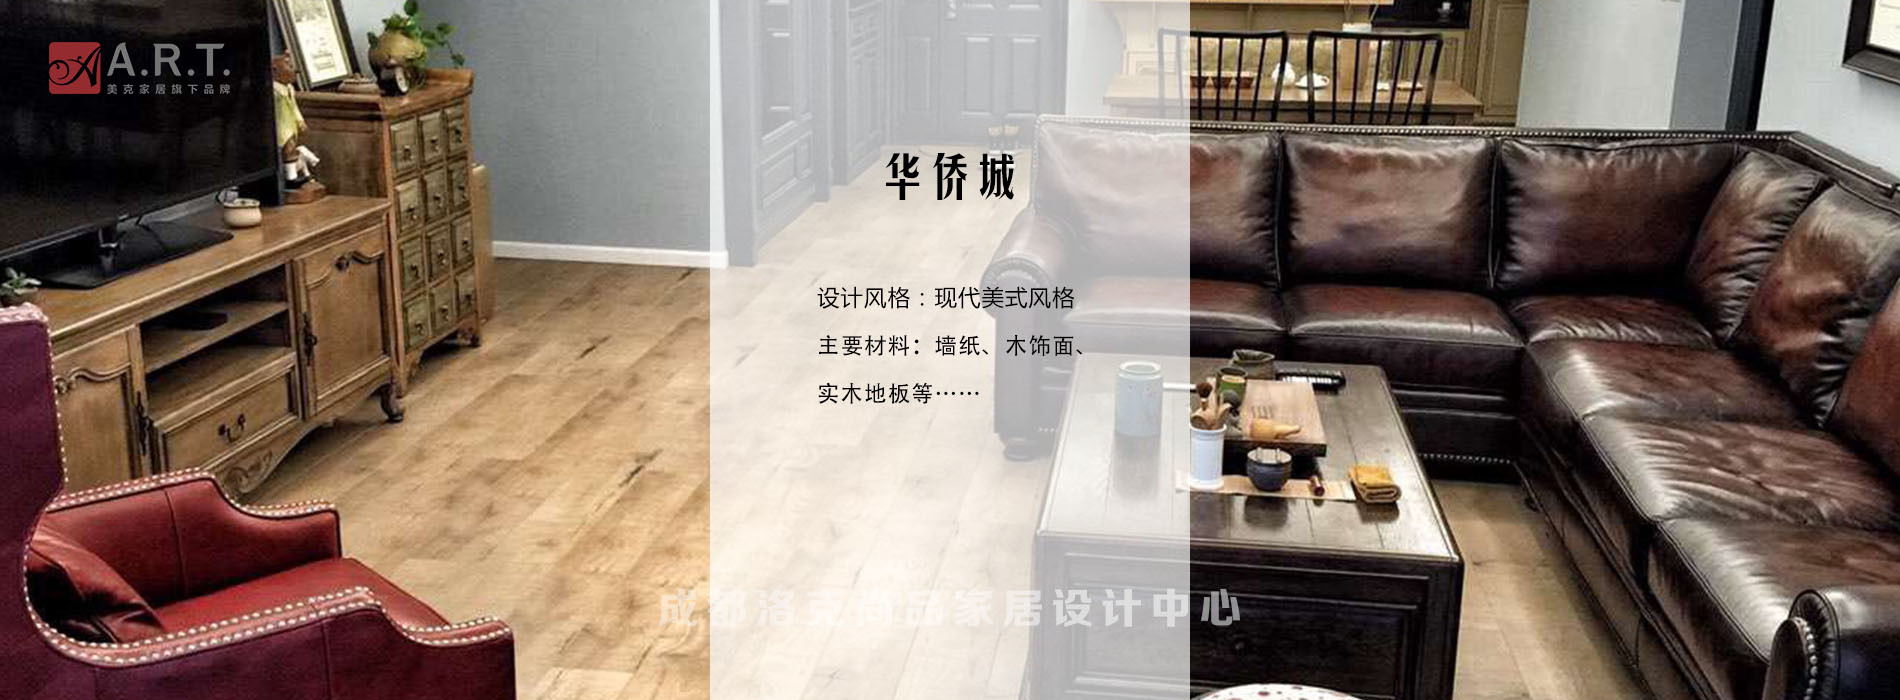 A.R.T.
美克家居旗下品牌
华侨城
设计风格：现代美式风格
主要材料：墙纸、木饰面、
实木地板等……
成都洛克尚品家居设计中心